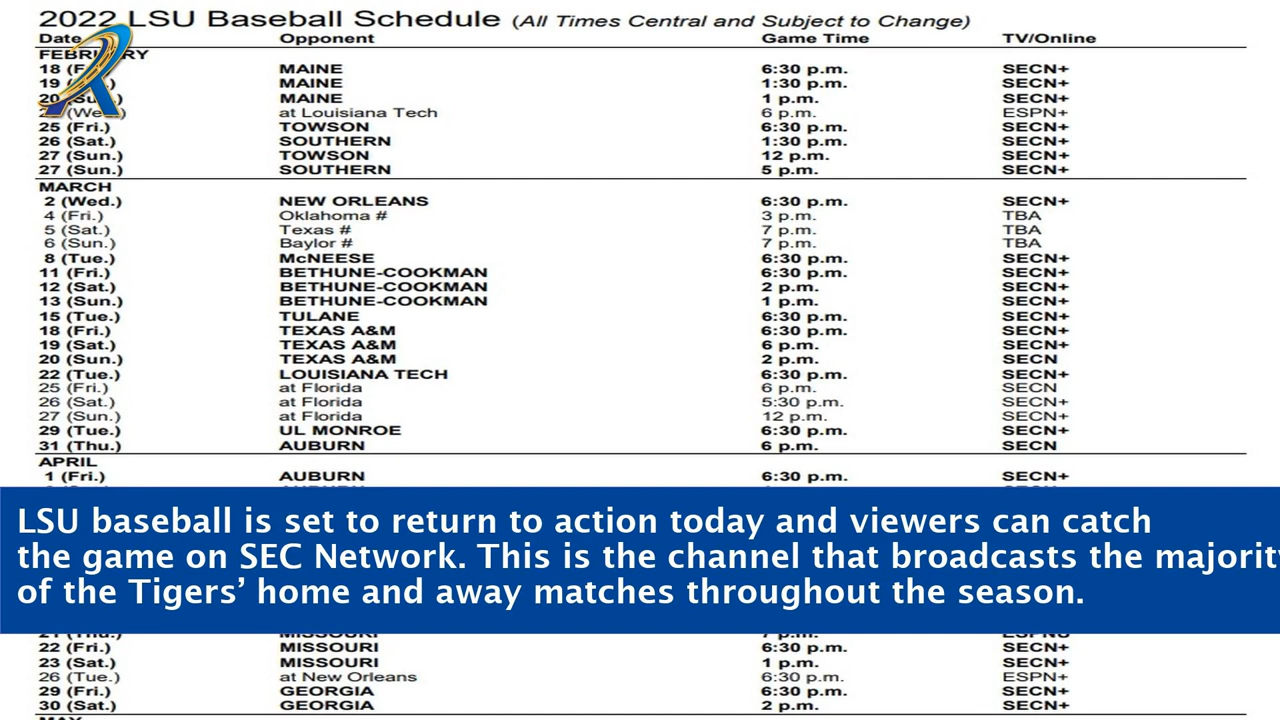 2022 LSU Baseball Schedule (All Times Central and Subject to Change)
Date Opponent Game Time TV/Online
FEBRUARY
18 MAINE 6:30 p.m. SECN+
19 MAINE 1:30 p.m. SECN+
20 MAINE 1 p.m. SECN+
at Louisiana Tech 6 p.m. ESPN+
25 (Fri.) TOWSON 6:30 p.m. SECN+
26 (Sat.) SOUTHERN 1:30 p.m. SECN+
27 (Sun.) TOWSON 12 p.m. SECN+
27 (Sun.) SOUTHERN 5 p.m. SECN+
MARCH
2 (Wed.) NEW ORLEANS 6:30 p.m. SECN+
4 (Fri.) Oklahoma # 3 p.m. TBA
5 (Sat.) Texas # 7 p.m. TBA
6 (Sun.) Baylor # 7 p.m. TBA
8 (Tue.) McNEESE 6:30 p.m. SECN+
11 (Fri.) BETHUNE-COOKMAN 6:30 p.m. SECN+
12 (Sat.) BETHUNE-COOKMAN 2 p.m. SECN+
13 (Sun.) BETHUNE-COOKMAN 1 p.m. SECN+
15 (Tue.) TULANE 6:30 p.m. SECN+
18 (Fri.) TEXAS A&M 6:30 p.m. SECN+
19 (Sat.) TEXAS A&M 6 p.m. SECN+
20 (Sun.) TEXAS A&M 2 p.m. SECN
22 (Tue.) LOUISIANA TECH 6:30 p.m. SECN+
25 (Fri.) at Florida 6 p.m. SECN
26 (Sat.) at Florida 5:30 p.m. SECN+
27 (Sun.) at Florida 12 p.m. SECN+
29 (Tue.) UL MONROE 6:30 p.m. SECN+
31 (Thu.) AUBURN 6 p.m. SECN
APRIL
1 (Fri.) AUBURN 6:30 p.m. SECN+
LSU baseball is set to return to action today and viewers can catch
the game on SEC Network. This is the channel that broadcasts the majority
of the Tigers’ home and away matches throughout the season.
21 (Thu.) MISSOURI 7 p.m. ESPNU
22 (Fri.) MISSOURI 6:30 p.m. SECN+
23 (Sat.) MISSOURI 1 p.m. SECN+
26 (Tue.) at New Orleans 6:30 p.m. ESPN+
29 (Fri.) GEORGIA 6:30 p.m. SECN+
30 (Sat.) GEORGIA 2 p.m. SECN+